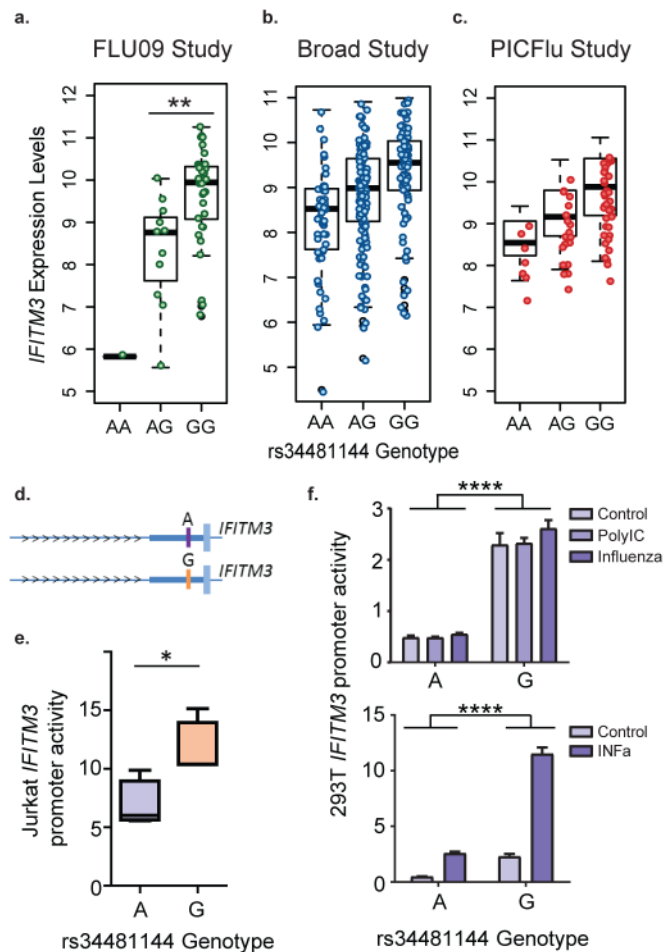 a.
FLU09 Study
b.
Broad Study
c.
PICFlu Study
IFITM3 Expression Levels
12
11
10
9
8
7
6
5
**
AA
AG
GG
11
10
9
8
7
6
5
AA
AG
GG
12
11
10
9
8
7
6
5
AA
AG
GG
rs34481144 Genotype
d.
A
IFITM3
G
IFITM3
e.
Jurkat IFITM3
promoter activity
15
10
5
0
*
A
G
rs34481144 Genotype
f.
293T IFITM3 promoter activity
3
2
1
0
****
Control
PolyIC
Influenza
A
G
15
10
5
0
****
Control
INFa
A
G
rs34481144 Genotype